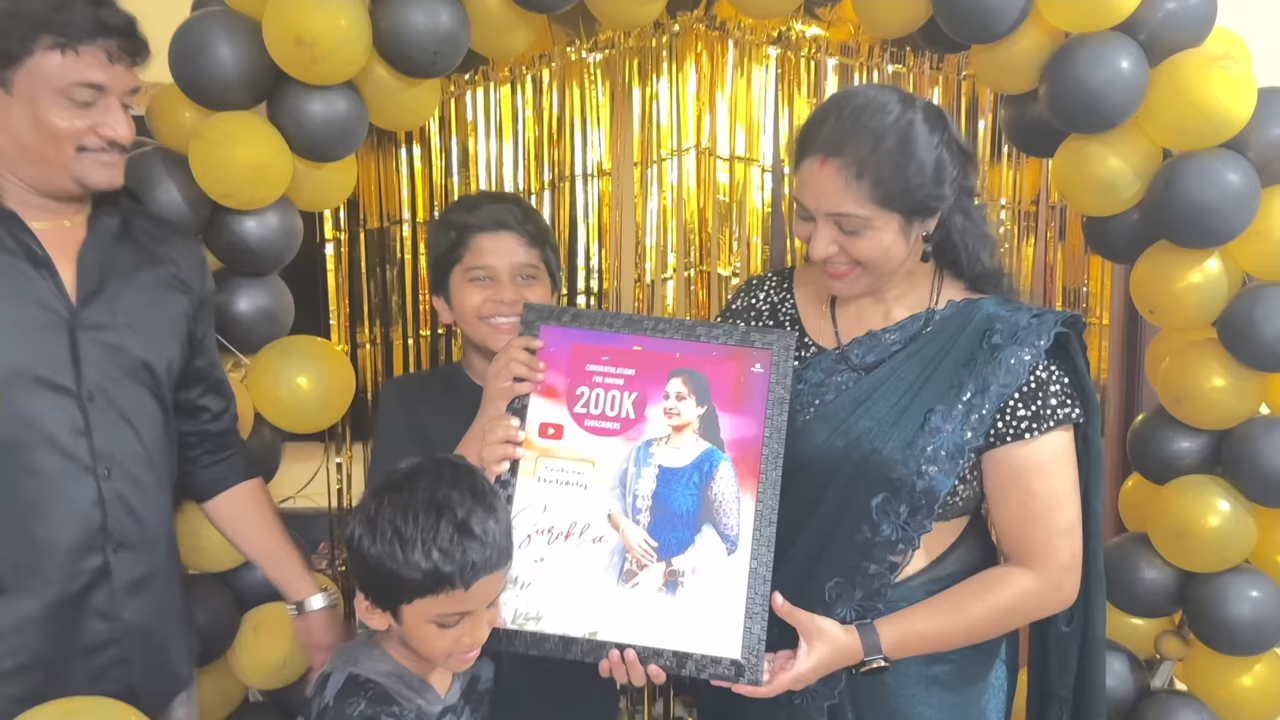 CONGRATULATIONS
FOR HAVING
200K
SUBSCRIBERS
Surekha